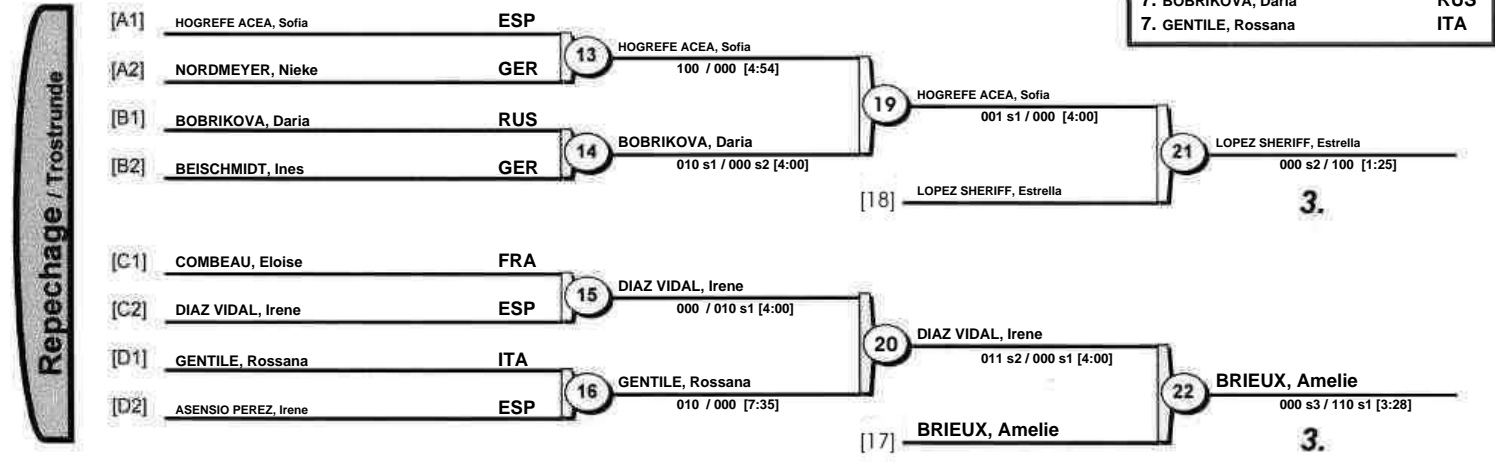 7. BOBRIKOVA, Daria RUS
7. GENTILE, Rossana ITA
Repechage / Trostrunde
[A1] HOGREFE ACEA, Sofia ESP
[A2] NORDMEYER, Nieke GER
[B1] BOBRIKOVA, Daria RUS
[B2] BEISCHMIDT, Ines GER
13
HOGREFE ACEA, Sofia
100 / 000 [4:54]
14
BOBRIKOVA, Daria
010 s1 / 000 s2 [4:00]
19
HOGREFE ACEA, Sofia
001 s1 / 000 [4:00]
[18] LOPEZ SHERIFF, Estrella
21
LOPEZ SHERIFF, Estrella
000 s2 / 100 [1:25]
3.
[C1] COMBEAU, Eloise FRA
[C2] DIAZ VIDAL, Irene ESP
[D1] GENTILE, Rossana ITA
[D2] ASENSIO PEREZ, Irene ESP
15
DIAZ VIDAL, Irene
000 / 010 s1 [4:00]
16
GENTILE, Rossana
010 / 000 [7:35]
20
DIAZ VIDAL, Irene
011 s2 / 000 s1 [4:00]
[17] BRIEUX, Amelie
22
BRIEUX, Amelie
000 s3 / 110 s1 [3:28]
3.